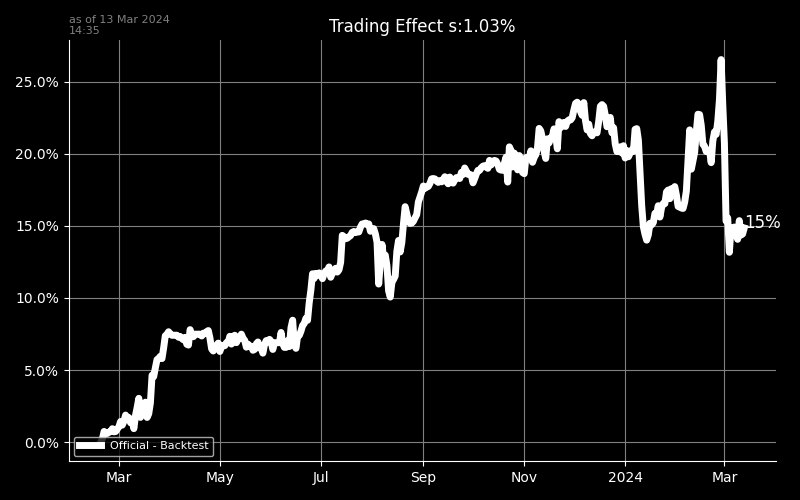 as of 13 Mar 2024
14:35
Trading Effect s:1.03%
25.0%
20.0%
15.0%
10.0%
5.0%
0.0%
15%
Official - Backtest
Mar
May
Jul
Sep
Nov
2024
Mar